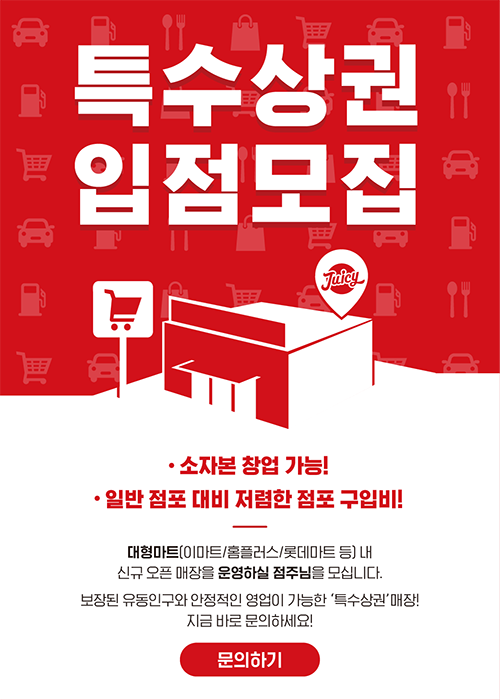 특수상권
입점모집
Juicy
• 소자본 창업 가능!
• 일반 점포 대비 저렴한 점포 구입비!
대형마트(이마트/홈플러스/롯데마트 등) 내
신규 오픈 매장을 운영하실 점주님을 모십니다.
보장된 유동인구와 안정적인 영업이 가능한 ‘특수상권’ 매장!
지금 바로 문의하세요!
문의하기